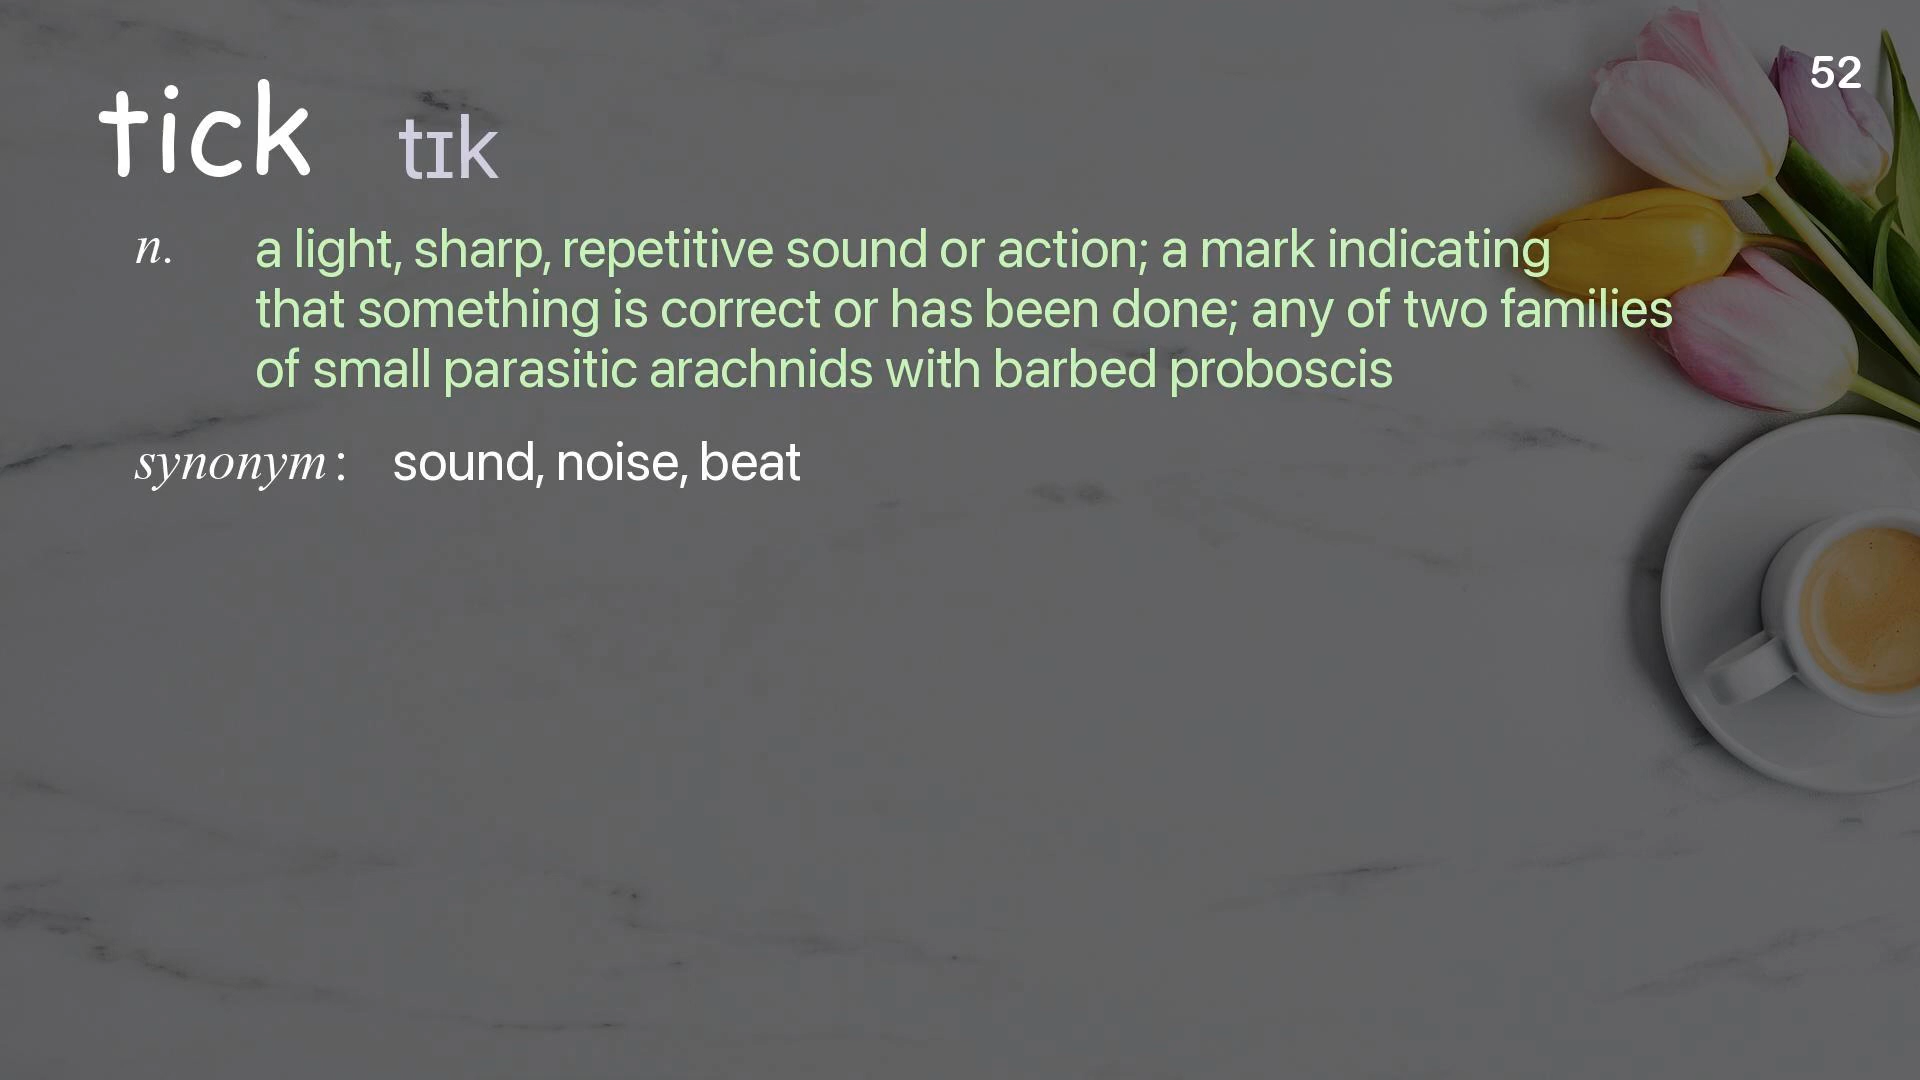 52
tick tɪk
n. a light, sharp, repetitive sound or action; a mark indicating
that something is correct or has been done; any of two families
of small parasitic arachnids with barbed proboscis
synonym: sound, noise, beat